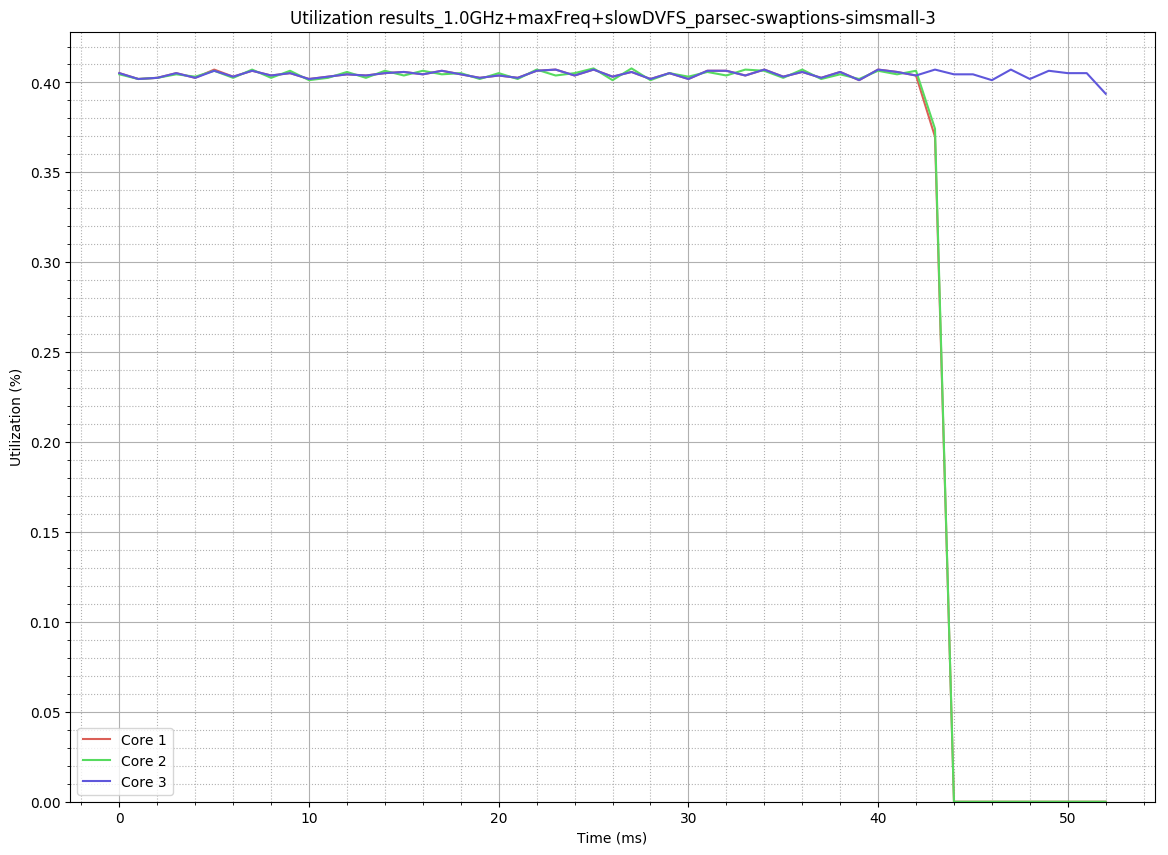 Utilization results_1.0GHz+maxFreq+slowDVFS_parsec-swaptions-simsmall-3
Utilization (%)
0.40
0.35
0.30
0.25
0.20
0.15
0.10
0.05
0.00
Core 1
Core 2
Core 3
0 10 20 30 40 50
Time (ms)